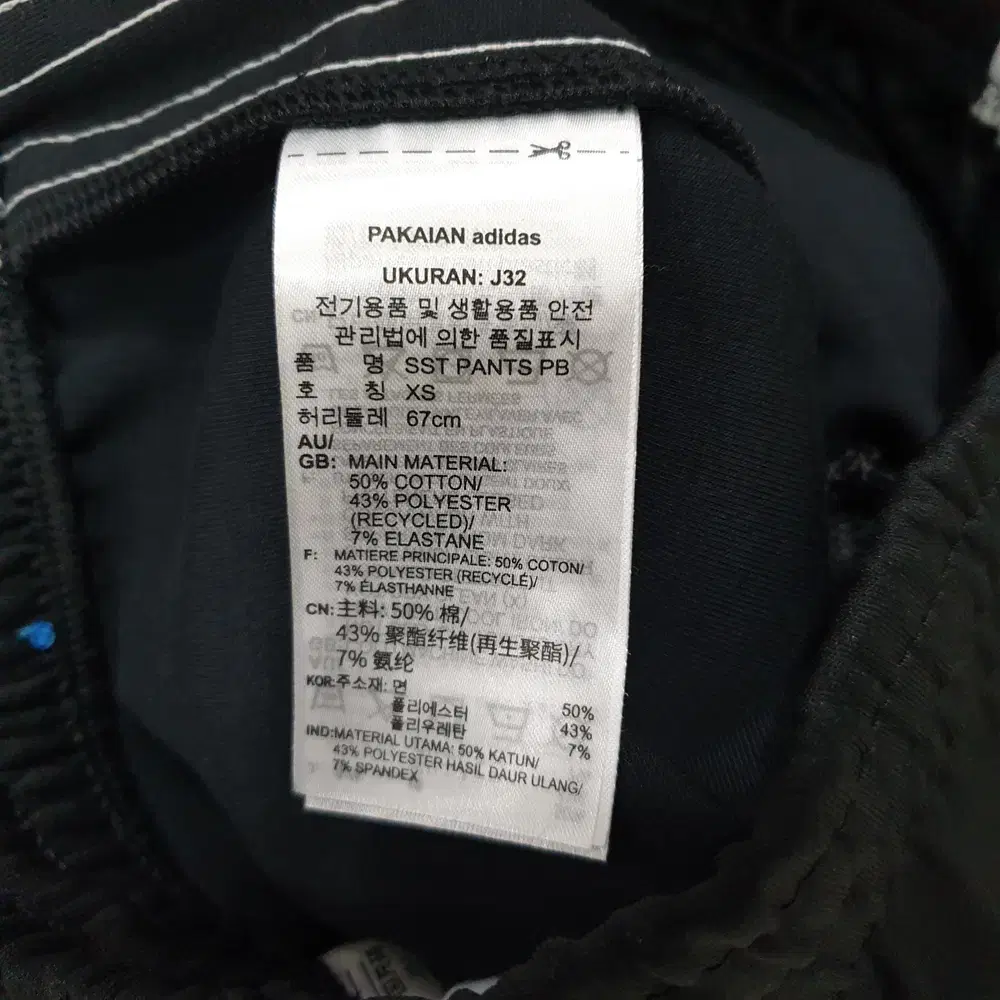 PAKAIAN adidas
UKURAN: J32
전기용품 및 생활용품 안전
관리법에 의한 품질표시
품 명 SST PANTS PB
호 칭 XS
허리둘레 67cm
AU/
GB: MAIN MATERIAL:
50% COTTON/
43% POLYESTER
(RECYCLED)/
7% ELASTANE
F: MATIERE PRINCIPALE: 50% COTON/
43% POLYESTER (RECYCLÉ)/
7% ÉLASTHANNE
CN: 主料: 50% 棉/
43% 聚酯纤维(再生聚酯)/
7% 氨纶
KOR: 주소재: 면 50%
폴리에스터 43%
폴리우레탄 7%
IND: MATERIAL UTAMA: 50% KATUN/
43% POLYESTER HASIL DAUR ULANG/
7% SPANDEX